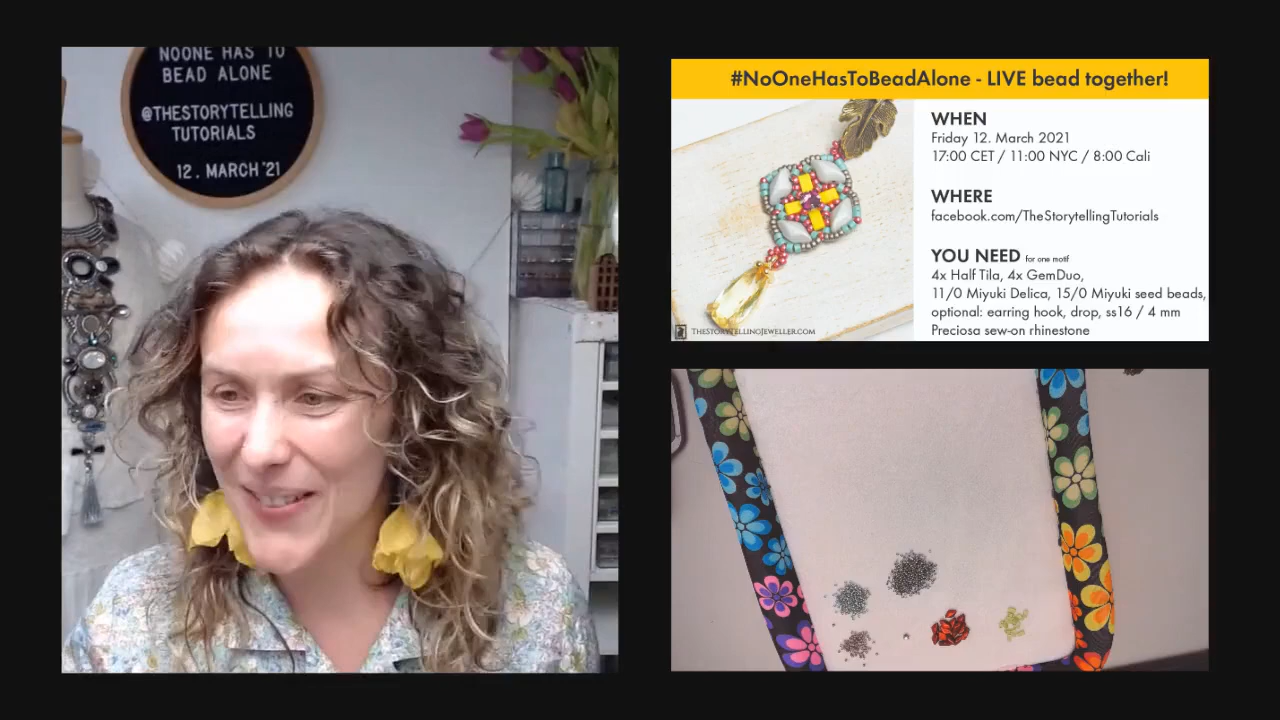 NOONE HAS TO
BEAD ALONE
@THESTORYTELLING
TUTORIALS
12. MARCH '21
#NoOneHasToBeadAlone - LIVE bead together!
WHEN
Friday 12. March 2021
17:00 CET / 11:00 NYC / 8:00 Cali
WHERE
facebook.com/TheStorytellingTutorials
YOU NEED for one motif
4x Half Tila, 4x GemDuo,
11/0 Miyuki Delica, 15/0 Miyuki seed beads,
optional: earring hook, drop, ss16 / 4 mm
Preciosa sew-on rhinestone
THESTORYTELLINGJEWELLER.COM